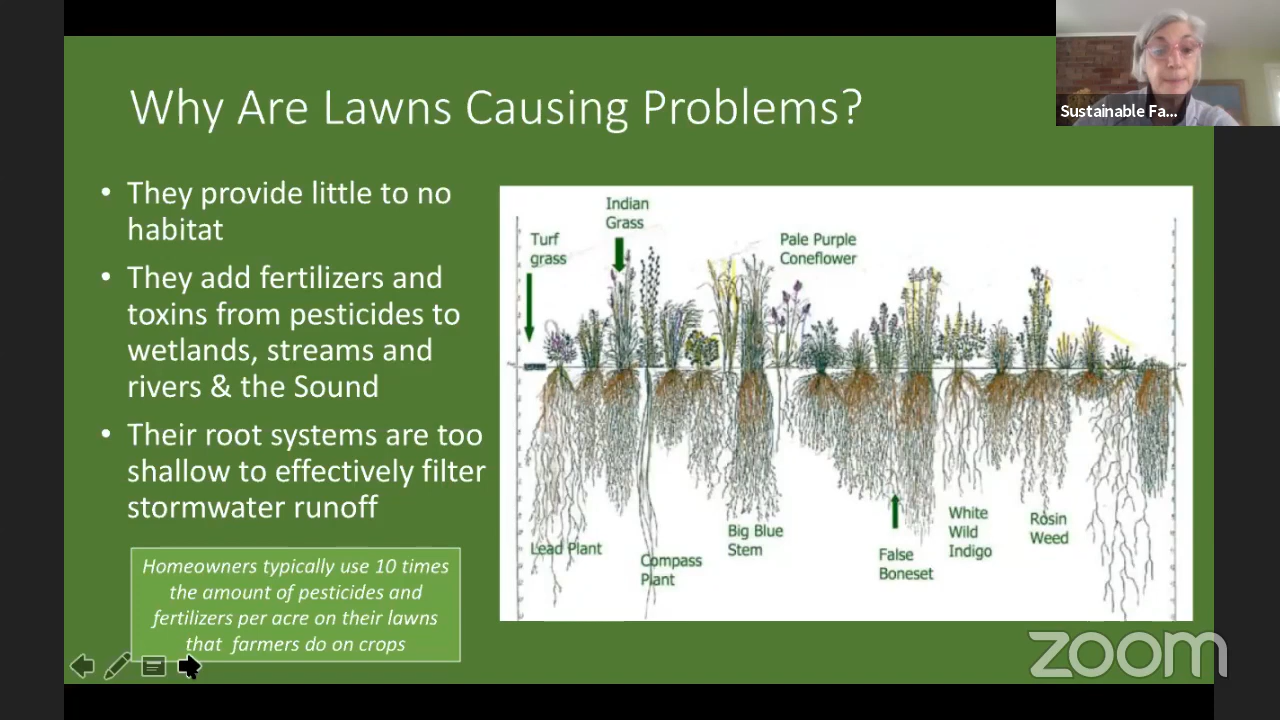 Why Are Lawns Causing Problems?
• They provide little to no
habitat
• They add fertilizers and
toxins from pesticides to
wetlands, streams and
rivers & the Sound
• Their root systems are too
shallow to effectively filter
stormwater runoff
Homeowners typically use 10 times
the amount of pesticides and
fertilizers per acre on their lawns
that farmers do on crops
Turf
grass
Indian
Grass
Pale Purple
Coneflower
Lead Plant
Compass
Plant
Big Blue
Stem
False
Boneset
White
Wild
Indigo
Rosin
Weed
Sustainable Fa...
zoom